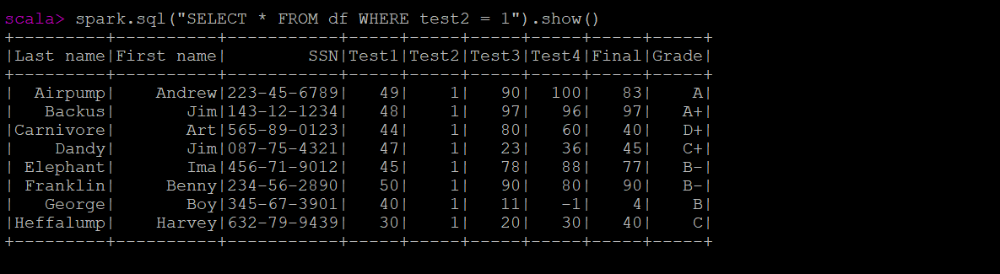 scala> spark.sql("SELECT * FROM df WHERE test2 = 1").show()
+---------+----------+-----------+-----+-----+-----+-----+-----+-----+
|Last name|First name|        SSN|Test1|Test2|Test3|Test4|Final|Grade|
+---------+----------+-----------+-----+-----+-----+-----+-----+-----+
|  Airpump|    Andrew|223-45-6789|   49|    1|   90|  100|   83|    A|
|   Backus|       Jim|143-12-1234|   48|    1|   97|   96|   97|   A+|
|Carnivore|       Art|565-89-0123|   44|    1|   80|   60|   40|   D+|
|    Dandy|       Jim|087-75-4321|   47|    1|   23|   36|   45|   C+|
| Elephant|       Ima|456-71-9012|   45|    1|   78|   88|   77|   B-|
| Franklin|     Benny|234-56-2890|   50|    1|   90|   80|   90|   B-|
|   George|       Boy|345-67-3901|   40|    1|   11|   -1|    4|    B|
|Heffalump|    Harvey|632-79-9439|   30|    1|   20|   30|   40|    C|
+---------+----------+-----------+-----+-----+-----+-----+-----+-----+